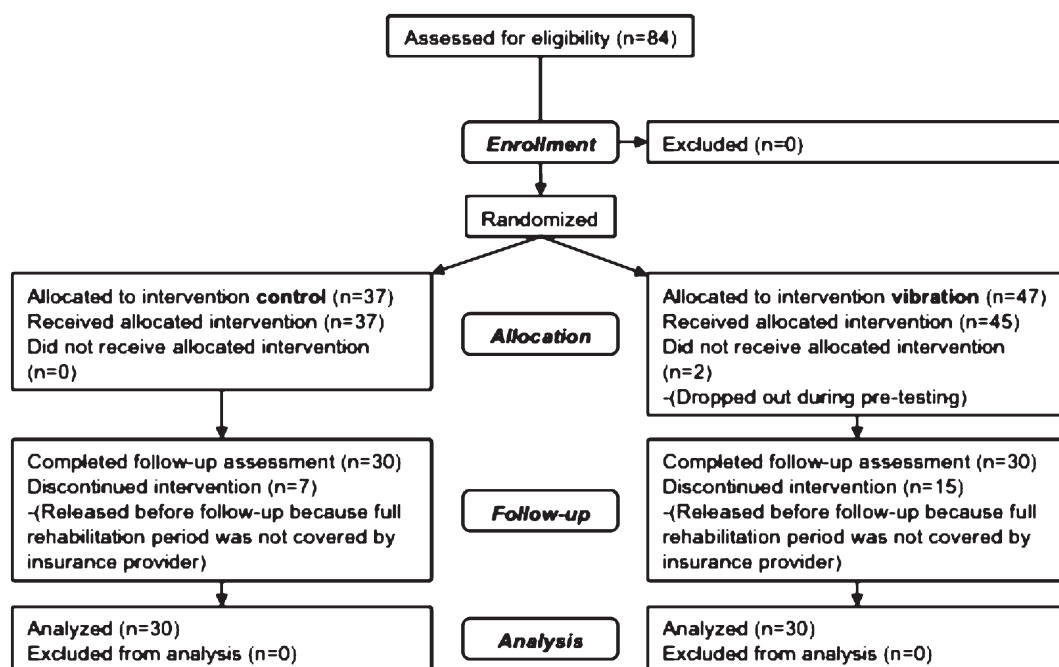 Assessed for eligibility (n=84)
Enrollment
Excluded (n=0)
Randomized
Allocated to intervention control (n=37)
Received allocated intervention (n=37)
Did not receive allocated intervention
(n=0)
Allocation
Allocated to intervention vibration (n=47)
Received allocated intervention (n=45)
Did not receive allocated intervention
(n=2)
-(Dropped out during pre-testing)
Completed follow-up assessment (n=30)
Discontinued intervention (n=7)
-(Released before follow-up because full
rehabilitation period was not covered by
insurance provider)
Follow-up
Completed follow-up assessment (n=30)
Discontinued intervention (n=15)
-(Released before follow-up because full
rehabilitation period was not covered by
insurance provider)
Analyzed (n=30)
Excluded from analysis (n=0)
Analysis
Analyzed (n=30)
Excluded from analysis (n=0)